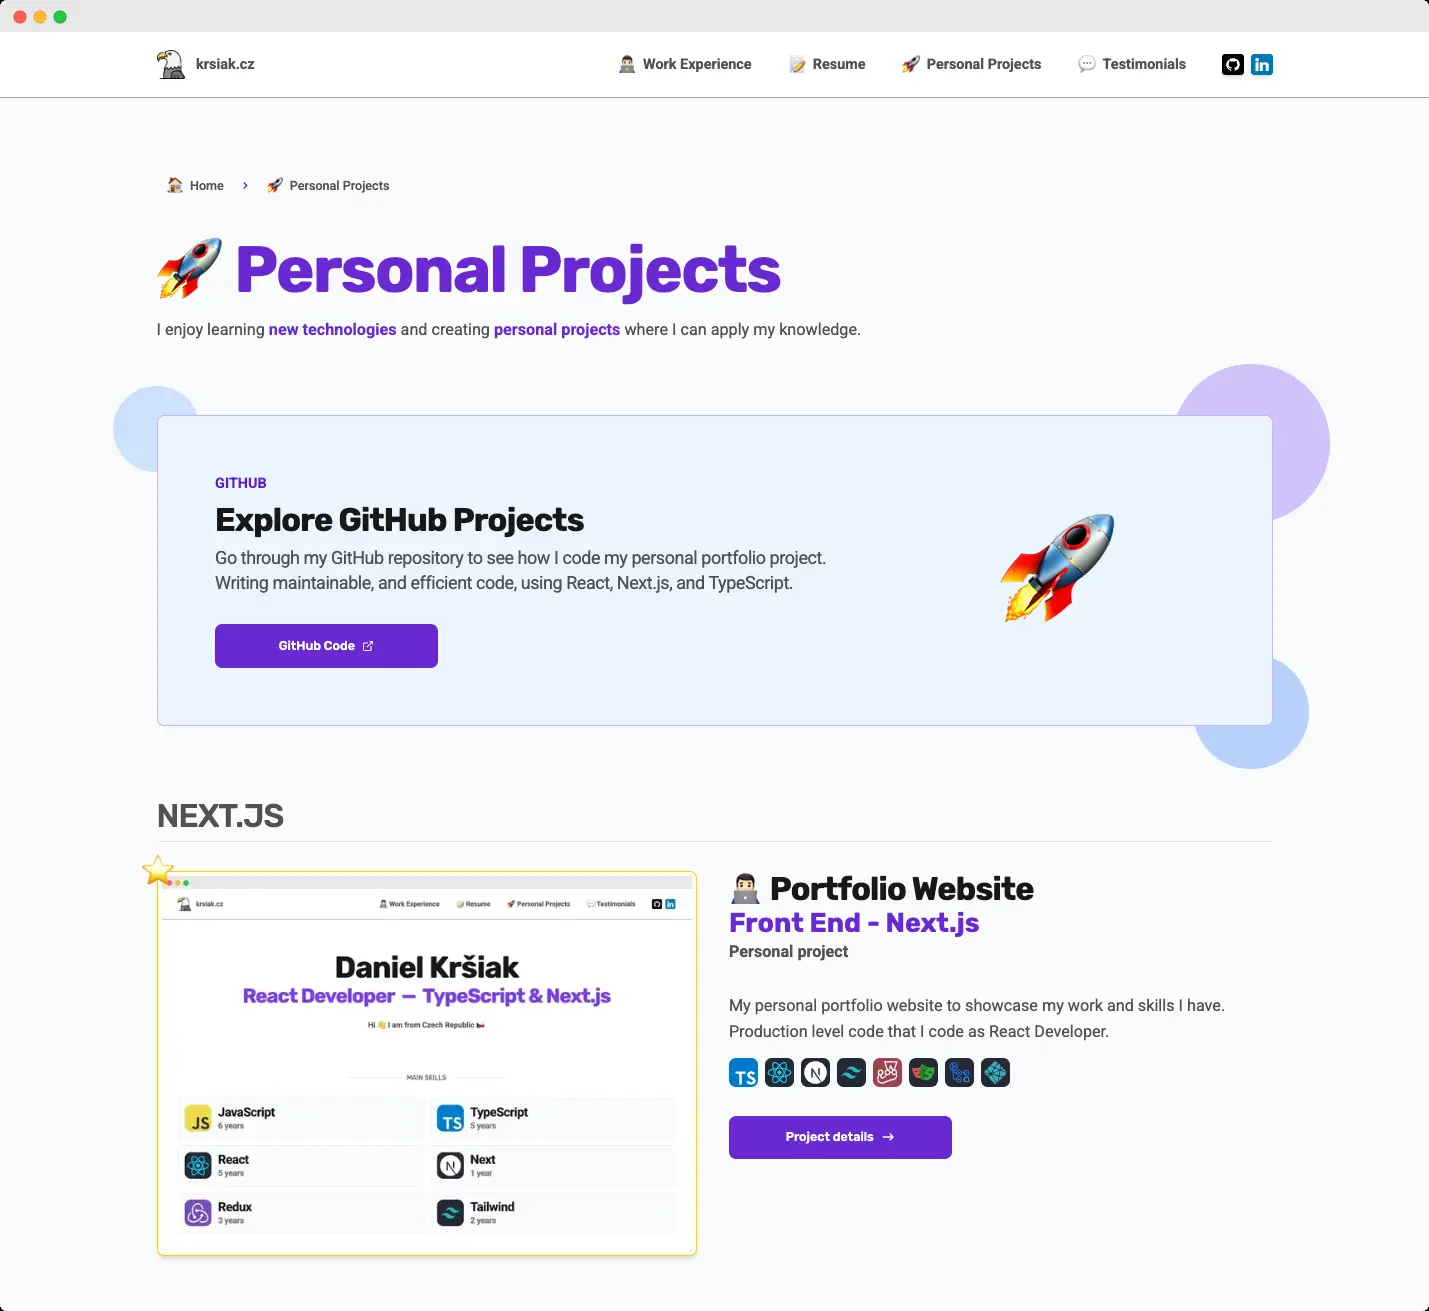 krsiak.cz
Work Experience
Resume
Personal Projects
Testimonials
in
Home
Personal Projects
Personal Projects
I enjoy learning new technologies and creating personal projects where I can apply my knowledge.
GITHUB
Explore GitHub Projects
Go through my GitHub repository to see how I code my personal portfolio project.
Writing maintainable, and efficient code, using React, Next.js, and TypeScript.
GitHub Code
NEXT.JS
krsiak.cz
Work Experience
Resume
Personal Projects
Testimonials
in
Daniel Kršiak
React Developer — TypeScript & Next.js
Hi 👋 I am from Czech Republic 🇨🇿
MAIN SKILLS
JS
JavaScript
6 years
TS
TypeScript
5 years
React
5 years
N
Next
1 year
Redux
3 years
Tailwind
2 years
Portfolio Website
Front End - Next.js
Personal project
My personal portfolio website to showcase my work and skills I have.
Production level code that I code as React Developer.
TS
N
Project details →